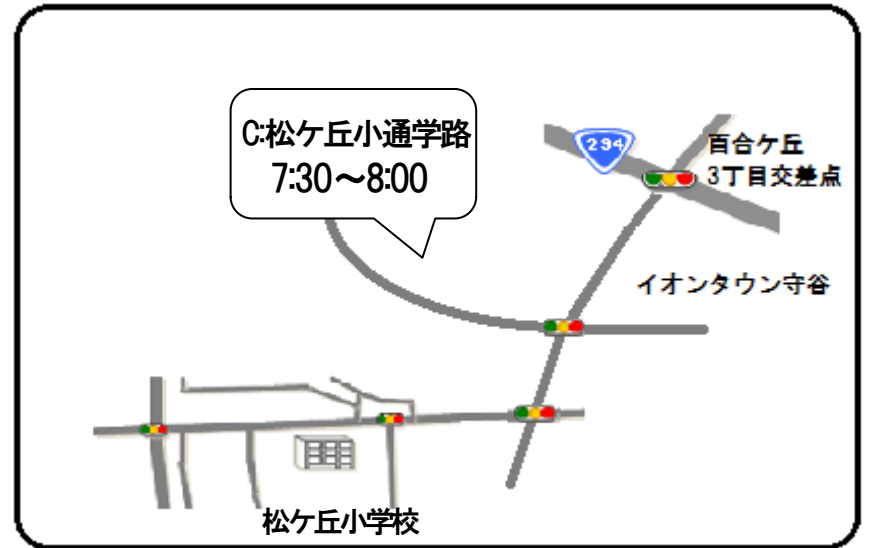 C:松ケ丘小通学路
7:30～8:00
294
百合ケ丘
3丁目交差点
イオンタウン守谷
松ケ丘小学校